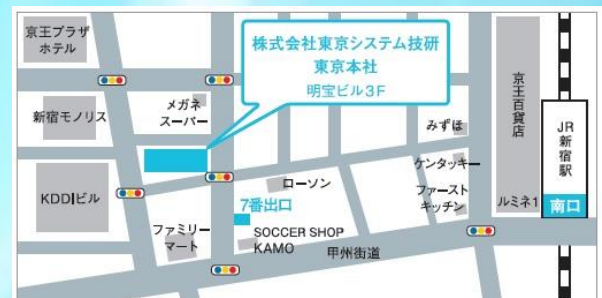 京王プラザ
ホテル
株式会社東京システム技研
東京本社
明宝ビル3F
新宿モノリス
メガネ
スーパー
みずほ
京王百貨店
JR
新宿駅
KDDIビル
ケンタッキー
ローソン
ファースト
キッチン
ルミネ1
南口
7番出口
ファミリー
マート
SOCCER SHOP
KAMO
甲州街道